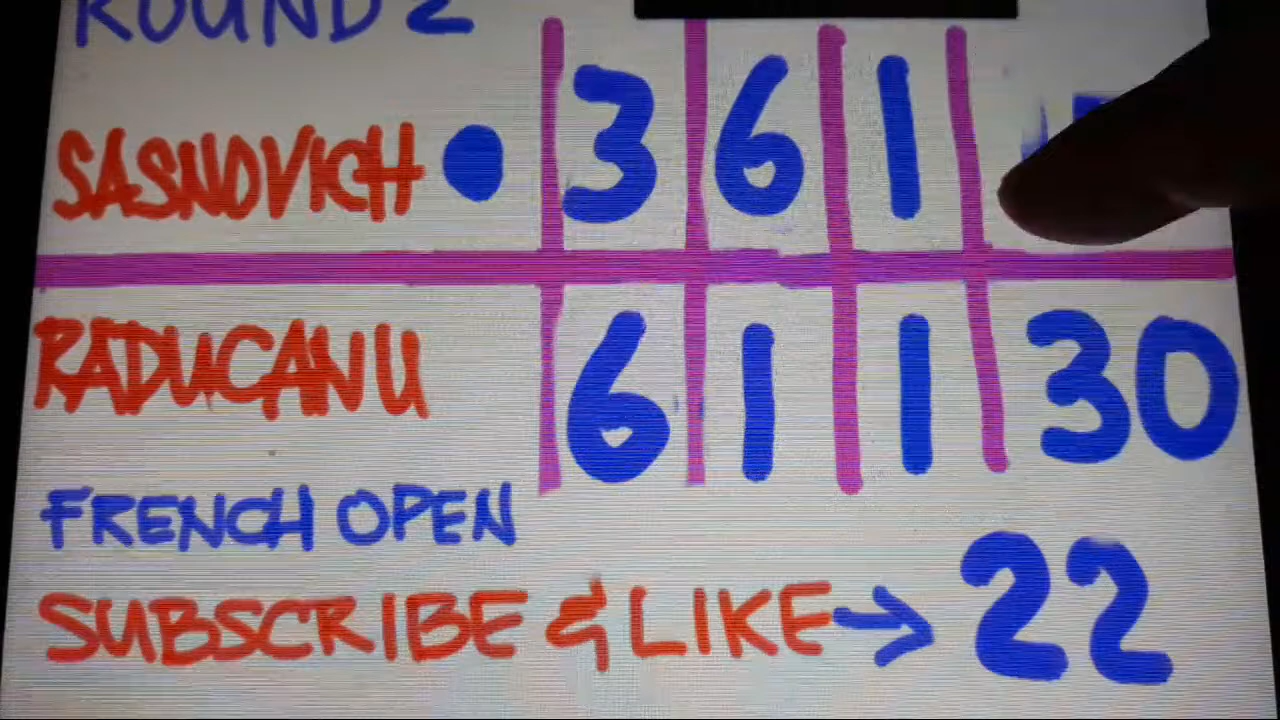 ROUND 2
SASNOVICH • 3 6 1
RADUCANU 6 1 1 30
FRENCH OPEN
SUBSCRIBE & LIKE → 22